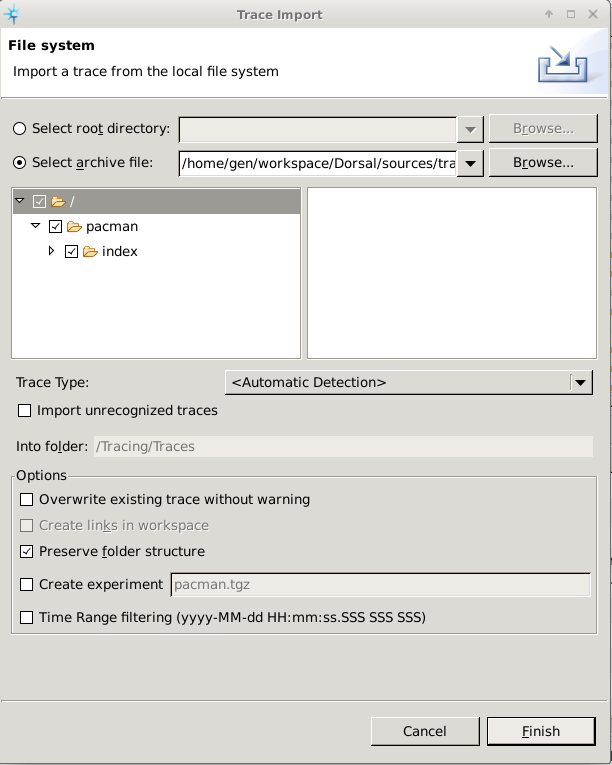 Trace Import
File system
Import a trace from the local file system
Select root directory:
Browse...
Select archive file:
/home/gen/workspace/Dorsal/sources/tra
Browse...
/
pacman
index
Trace Type:
<Automatic Detection>
Import unrecognized traces
Into folder:
/Tracing/Traces
Options
Overwrite existing trace without warning
Create links in workspace
Preserve folder structure
Create experiment
pacman.tgz
Time Range filtering (yyyy-MM-dd HH:mm:ss.SSS SSS SSS)
Cancel
Finish